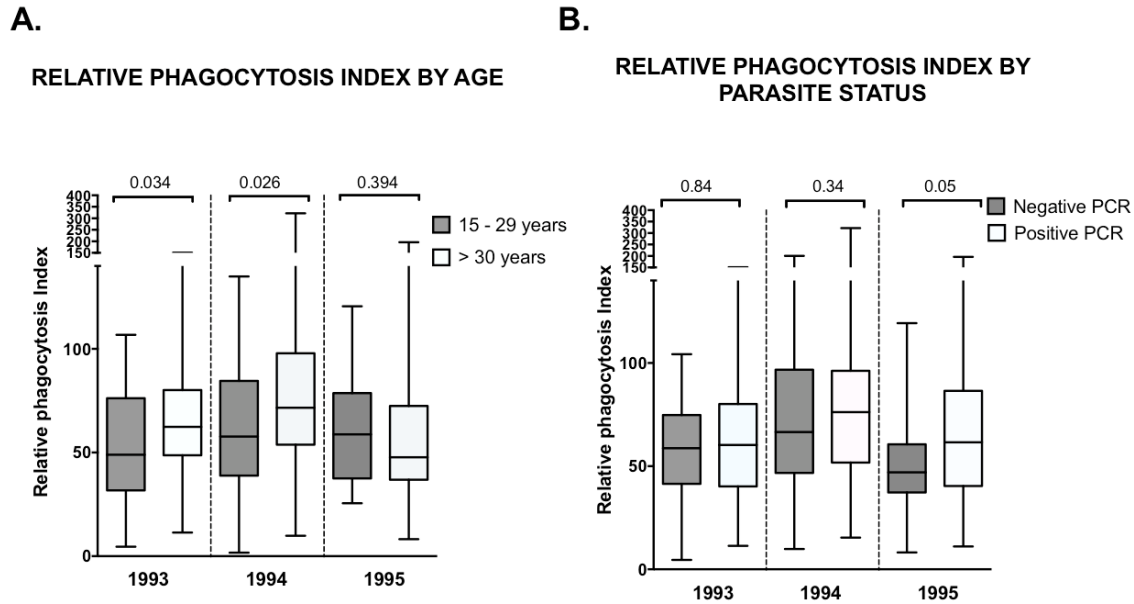 A.
RELATIVE PHAGOCYTOSIS INDEX BY AGE
0.034
0.026
0.394
400
350
300
250
200
150
100
50
0
Relative phagocytosis Index
15 - 29 years
> 30 years
1993
1994
1995
B.
RELATIVE PHAGOCYTOSIS INDEX BY
PARASITE STATUS
0.84
0.34
0.05
400
350
300
250
200
150
100
50
0
Relative phagocytosis Index
Negative PCR
Positive PCR
1993
1994
1995